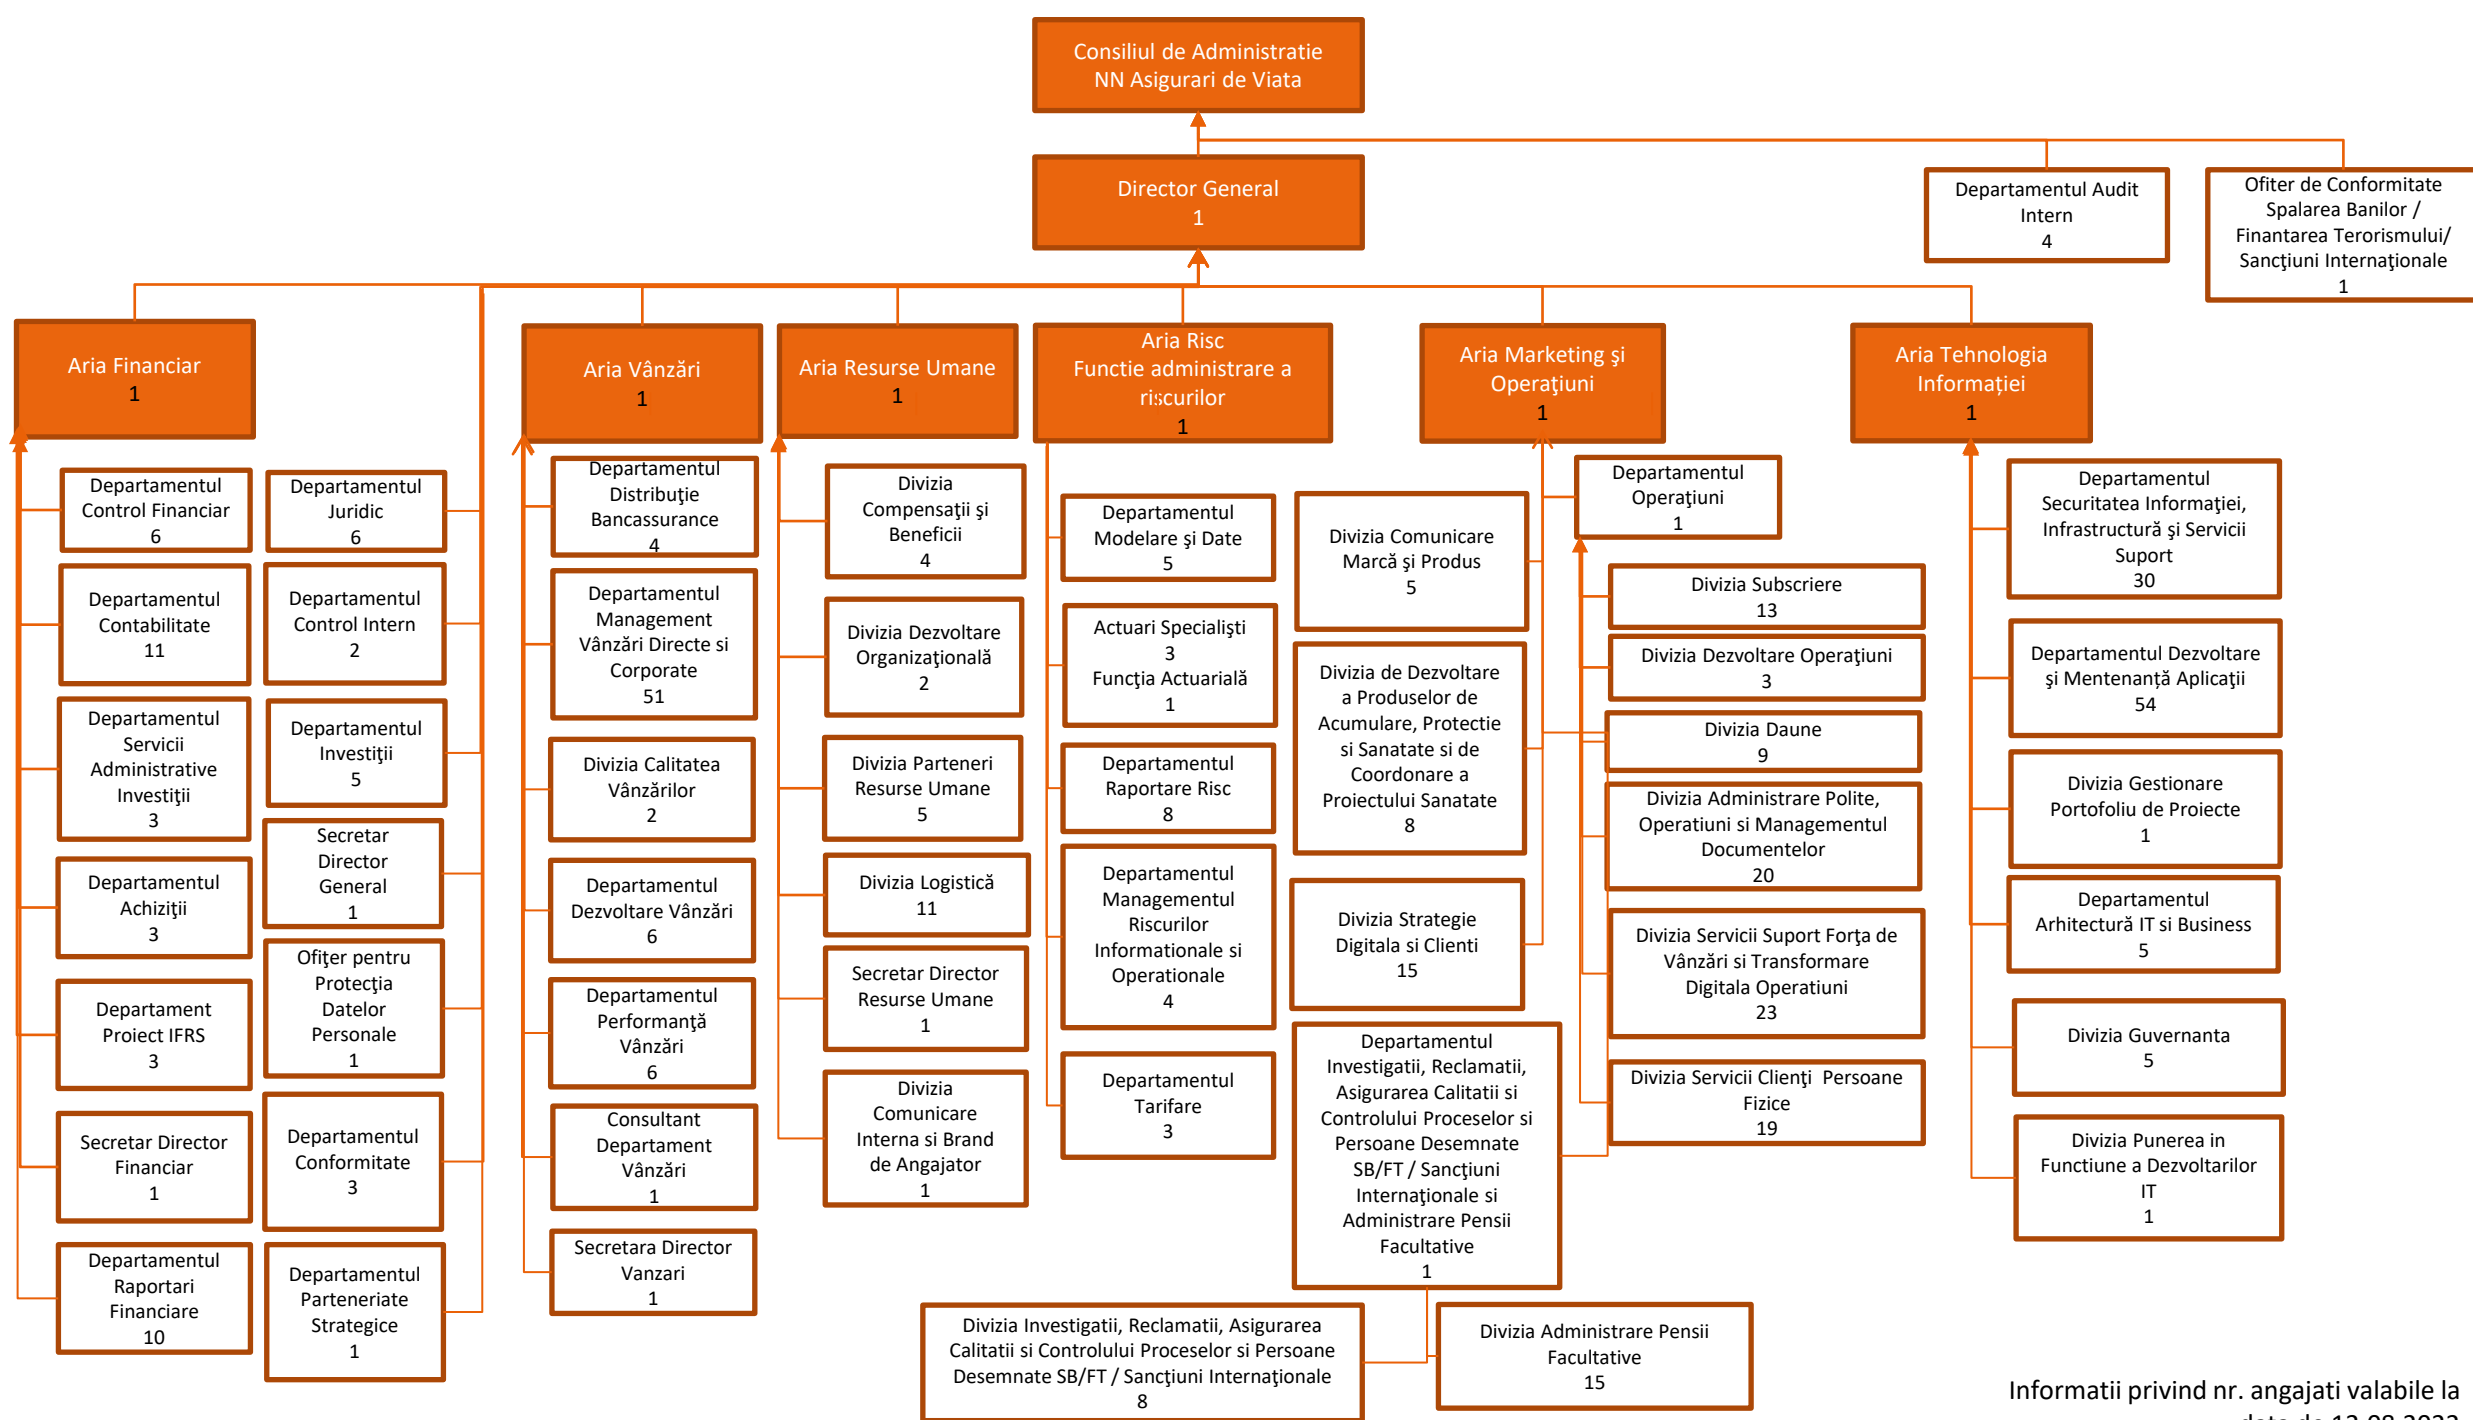 Consiliul de Administratie
NN Asigurari de Viata
Director General
1
Departamentul Audit
Intern
4
Ofiter de Conformitate
Spalarea Banilor /
Finantarea Terorismului/
Sancţiuni Internaţionale
1
Aria Financiar
1
Aria Vânzări
1
Aria Resurse Umane
1
Aria Risc
Functie administrare a
riscurilor
1
Aria Marketing şi
Operaţiuni
1
Aria Tehnologia
Informației
1
Departamentul
Control Financiar
6
Departamentul
Contabilitate
11
Departamentul
Servicii
Administrative
Investiţii
3
Departamentul
Achiziţii
3
Departament
Proiect IFRS
3
Secretar Director
Financiar
1
Departamentul
Raportari
Financiare
10
Departamentul
Juridic
6
Departamentul
Control Intern
2
Departamentul
Investiţii
5
Secretar
Director
General
1
Ofiţer pentru
Protecţia
Datelor
Personale
1
Departamentul
Conformitate
3
Departamentul
Parteneriate
Strategice
1
Departamentul
Distribuţie
Bancassurance
4
Departamentul
Management
Vânzări Directe si
Corporate
51
Divizia Calitatea
Vânzărilor
2
Departamentul
Dezvoltare Vânzări
6
Departamentul
Performanţă
Vânzări
6
Consultant
Departament
Vânzări
1
Secretara Director
Vanzari
1
Divizia
Compensaţii şi
Beneficii
4
Divizia Dezvoltare
Organizaţională
2
Divizia Parteneri
Resurse Umane
5
Divizia Logistică
11
Secretar Director
Resurse Umane
1
Divizia
Comunicare
Interna si Brand
de Angajator
1
Departamentul
Modelare şi Date
5
Actuari Specialişti
3
Funcţia Actuarială
1
Departamentul
Raportare Risc
8
Departamentul
Managementul
Riscurilor
Informationale si
Operationale
4
Departamentul
Tarifare
3
Divizia Comunicare
Marcă şi Produs
5
Divizia de Dezvoltare
a Produselor de
Acumulare, Protectie
si Sanatate si de
Coordonare a
Proiectului Sanatate
8
Divizia Strategie
Digitala si Clienti
15
Departamentul
Investigatii, Reclamatii,
Asigurarea Calitatii si
Controlului Proceselor si
Persoane Desemnate
SB/FT / Sancţiuni
Internaţionale si
Administrare Pensii
Facultative
1
Divizia Investigatii, Reclamatii, Asigurarea
Calitatii si Controlului Proceselor si Persoane
Desemnate SB/FT / Sancţiuni Internaţionale
8
Divizia Administrare Pensii
Facultative
15
Departamentul
Operaţiuni
1
Divizia Subscriere
13
Divizia Dezvoltare Operaţiuni
3
Divizia Daune
9
Divizia Administrare Polite,
Operatiuni si Managementul
Documentelor
20
Divizia Servicii Suport Forţa de
Vânzări si Transformare
Digitala Operatiuni
23
Divizia Servicii Clienţi Persoane
Fizice
19
Departamentul
Securitatea Informaţiei,
Infrastructură şi Servicii
Suport
30
Departamentul Dezvoltare
şi Mentenanță Aplicaţii
54
Divizia Gestionare
Portofoliu de Proiecte
1
Departamentul
Arhitectură IT si Business
5
Divizia Guvernanta
5
Divizia Punerea in
Functiune a Dezvoltarilor
IT
1
Informatii privind nr. angajati valabile la